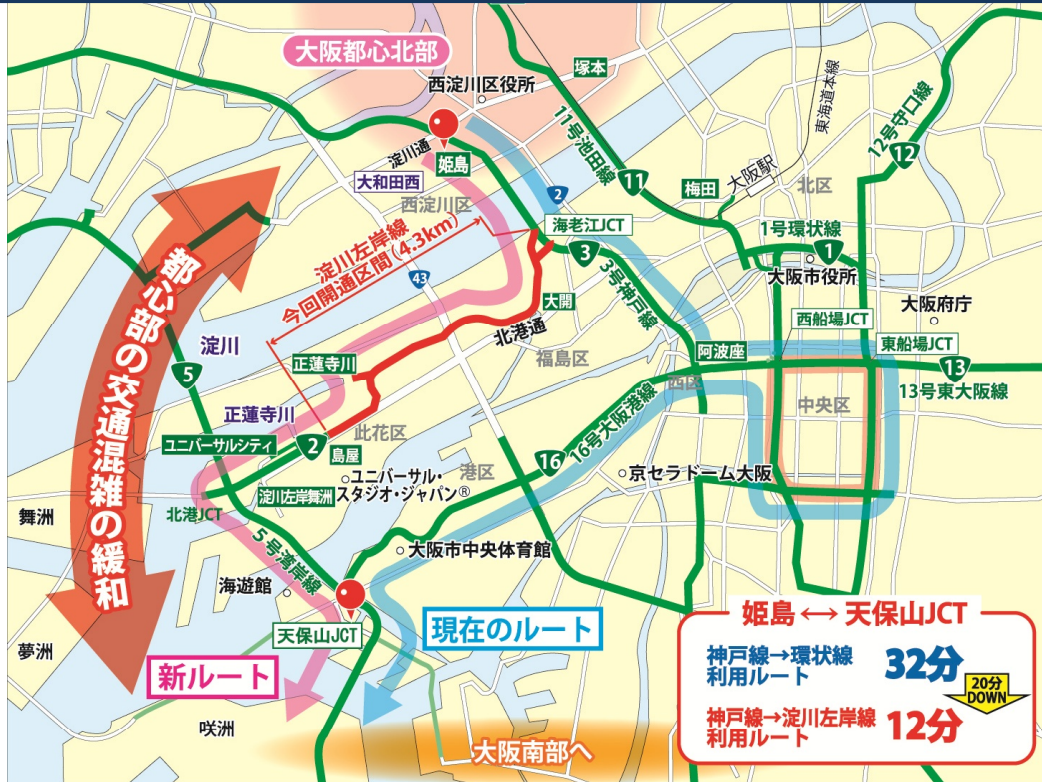 大阪都心北部
西淀川区役所
塚本
東海道本線
12号守口線
12
淀川通
姫島
11号池田線
大和田西
11
梅田
大阪駅
北区
西淀川区
2
海老江JCT
1号環状線
1
淀川左岸線
今回開通区間(4.3km)
43
3
3号神戸線
大阪市役所
大開
大阪府庁
北港通
西船場JCT
都心部の交通混雑の緩和
淀川
福島区
阿波座
東船場JCT
13
13号東大阪線
5
正蓮寺川
西区
中央区
正蓮寺川
此花区
16号大阪港線
ユニバーサルシティ
2
島屋
16
港区
京セラドーム大阪
ユニバーサル・
スタジオ・ジャパン®
淀川左岸舞洲
舞洲
北港JCT
5号湾岸線
大阪市中央体育館
海遊館
天保山JCT
現在のルート
夢洲
新ルート
咲洲
大阪南部へ
姫島 ↔ 天保山JCT
神戸線→環状線
利用ルート
32分
20分
DOWN
神戸線→淀川左岸線
利用ルート
12分